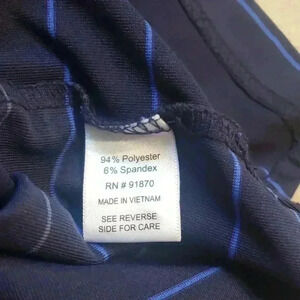 94% Polyester
6% Spandex
RN # 91870
MADE IN VIETNAM
SEE REVERSE
SIDE FOR CARE